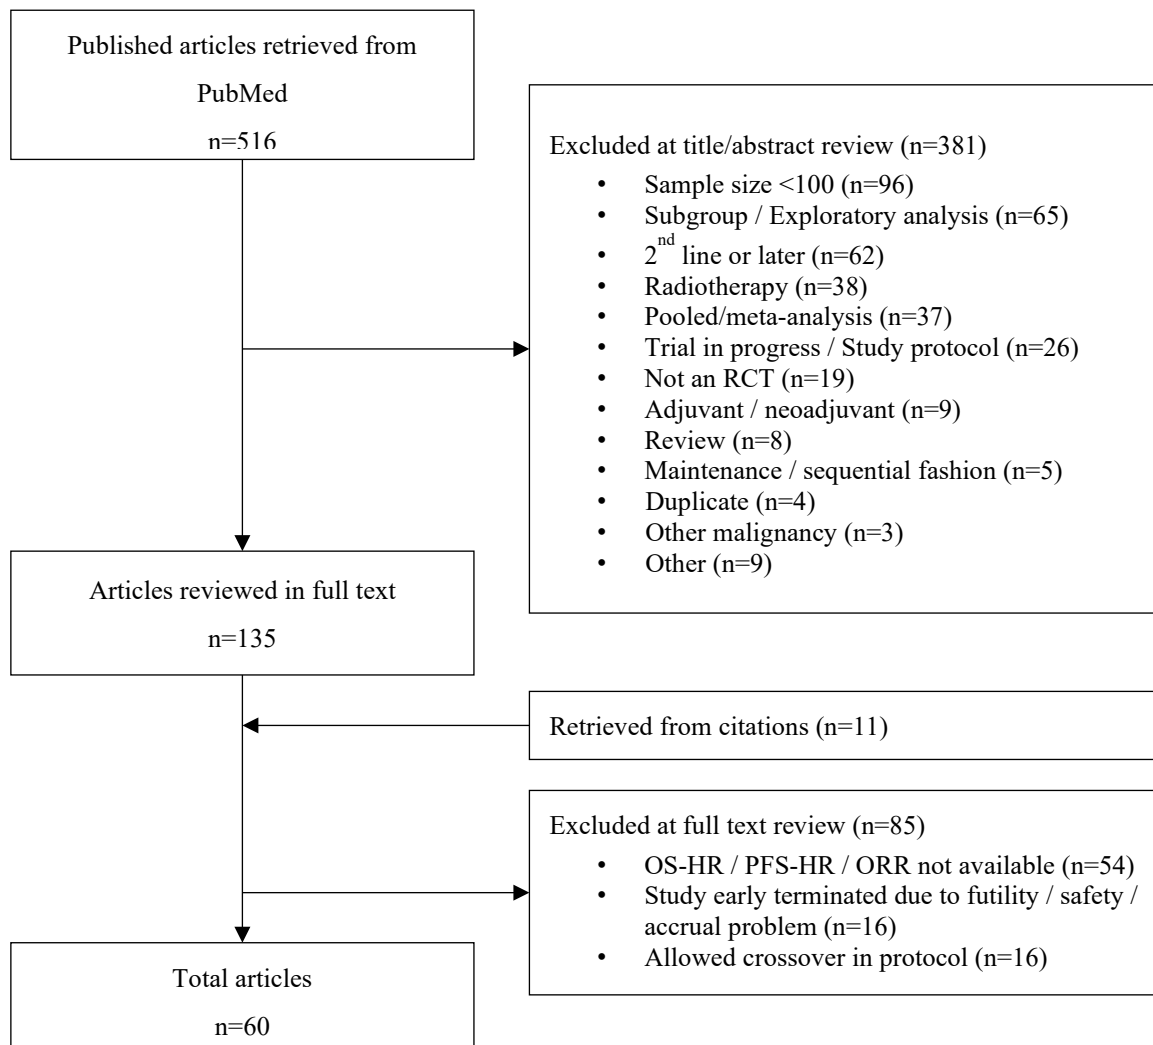 Published articles retrieved from
PubMed
n=516
Excluded at title/abstract review (n=381)
• Sample size <100 (n=96)
• Subgroup / Exploratory analysis (n=65)
• 2nd line or later (n=62)
• Radiotherapy (n=38)
• Pooled/meta-analysis (n=37)
• Trial in progress / Study protocol (n=26)
• Not an RCT (n=19)
• Adjuvant / neoadjuvant (n=9)
• Review (n=8)
• Maintenance / sequential fashion (n=5)
• Duplicate (n=4)
• Other malignancy (n=3)
• Other (n=9)
Articles reviewed in full text
n=135
Retrieved from citations (n=11)
Excluded at full text review (n=85)
• OS-HR / PFS-HR / ORR not available (n=54)
• Study early terminated due to futility / safety /
accrual problem (n=16)
• Allowed crossover in protocol (n=16)
Total articles
n=60